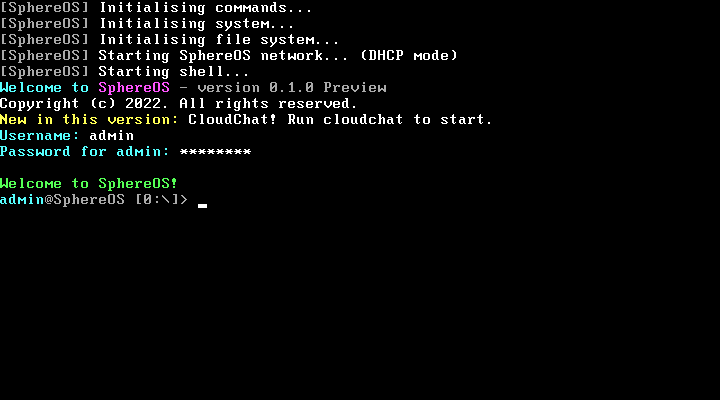 [SphereOS] Initialising commands...
[SphereOS] Initialising system...
[SphereOS] Initialising file system...
[SphereOS] Starting SphereOS network... (DHCP mode)
[SphereOS] Starting shell...
Welcome to SphereOS - version 0.1.0 Preview
Copyright (c) 2022. All rights reserved.
New in this version: CloudChat! Run cloudchat to start.
Username: admin
Password for admin: ********
Welcome to SphereOS!
admin@SphereOS [0:\]> _